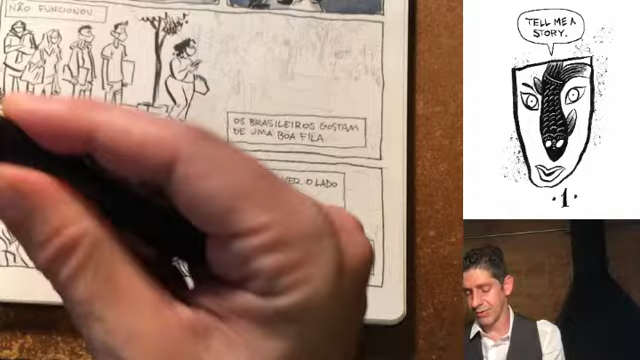 NÃO FUNCIONOU
OS BRASILEIROS GOSTAM
DE UMA BOA FILA
O LADO
TELL ME A
STORY.
·1·